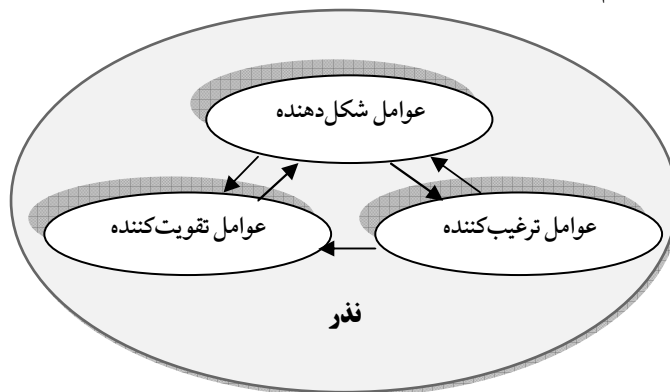 عوامل شکل‌دهنده
عوامل ترغیب‌کننده
عوامل تقویت‌کننده
نذر